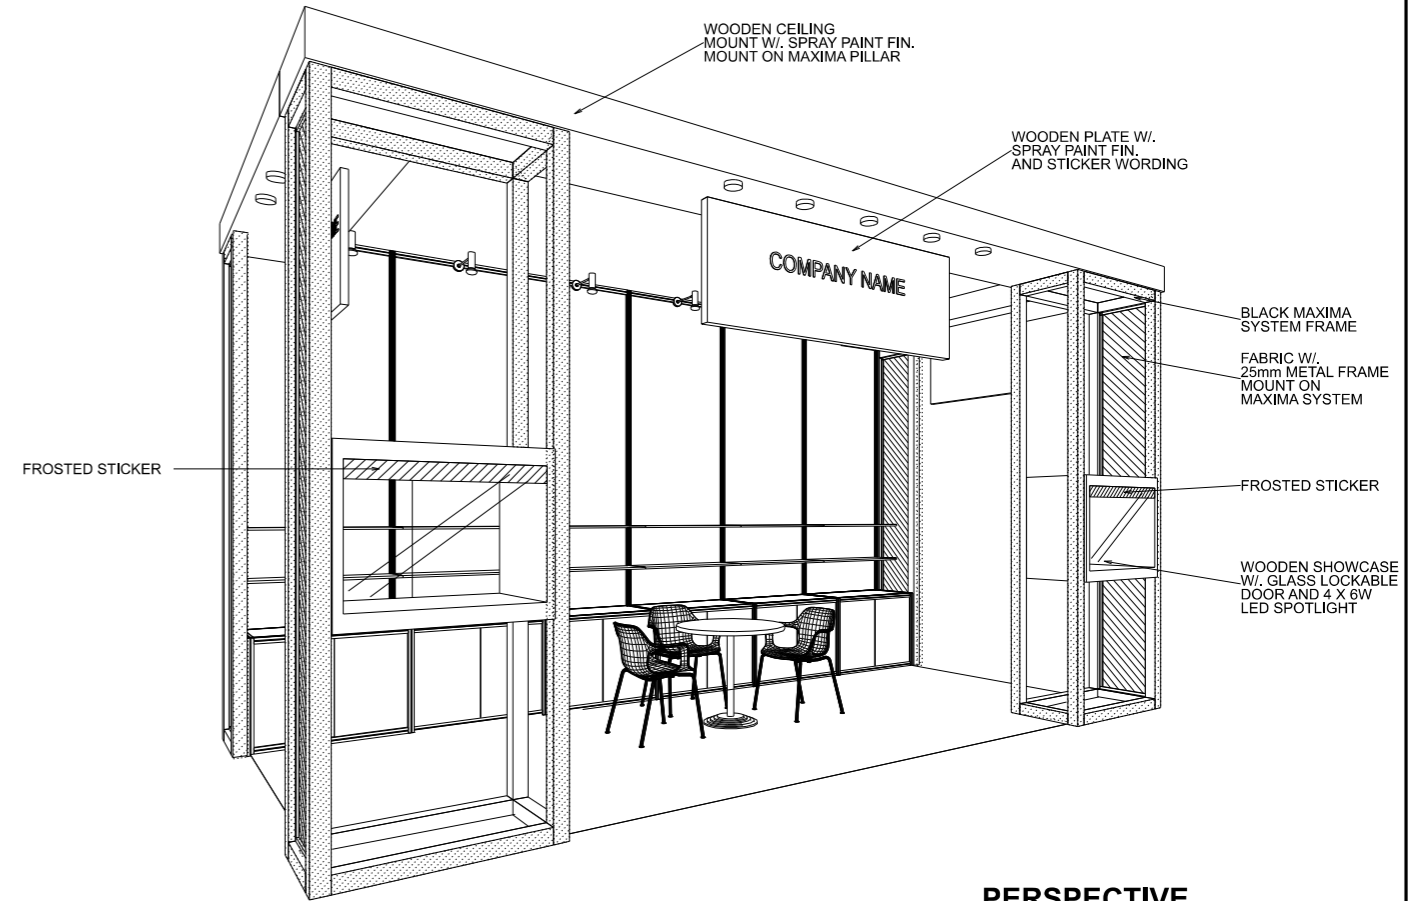 WOODEN CEILING
MOUNT W/. SPRAY PAINT FIN.
MOUNT ON MAXIMA PILLAR
WOODEN PLATE W/.
SPRAY PAINT FIN.
AND STICKER WORDING
COMPANY NAME
BLACK MAXIMA
SYSTEM FRAME
FABRIC W/.
25mm METAL FRAME
MOUNT ON
MAXIMA SYSTEM
FROSTED STICKER
FROSTED STICKER
WOODEN SHOWCASE
W/. GLASS LOCKABLE
DOOR AND 4 X 6W
LED SPOTLIGHT
PERSPECTIVE